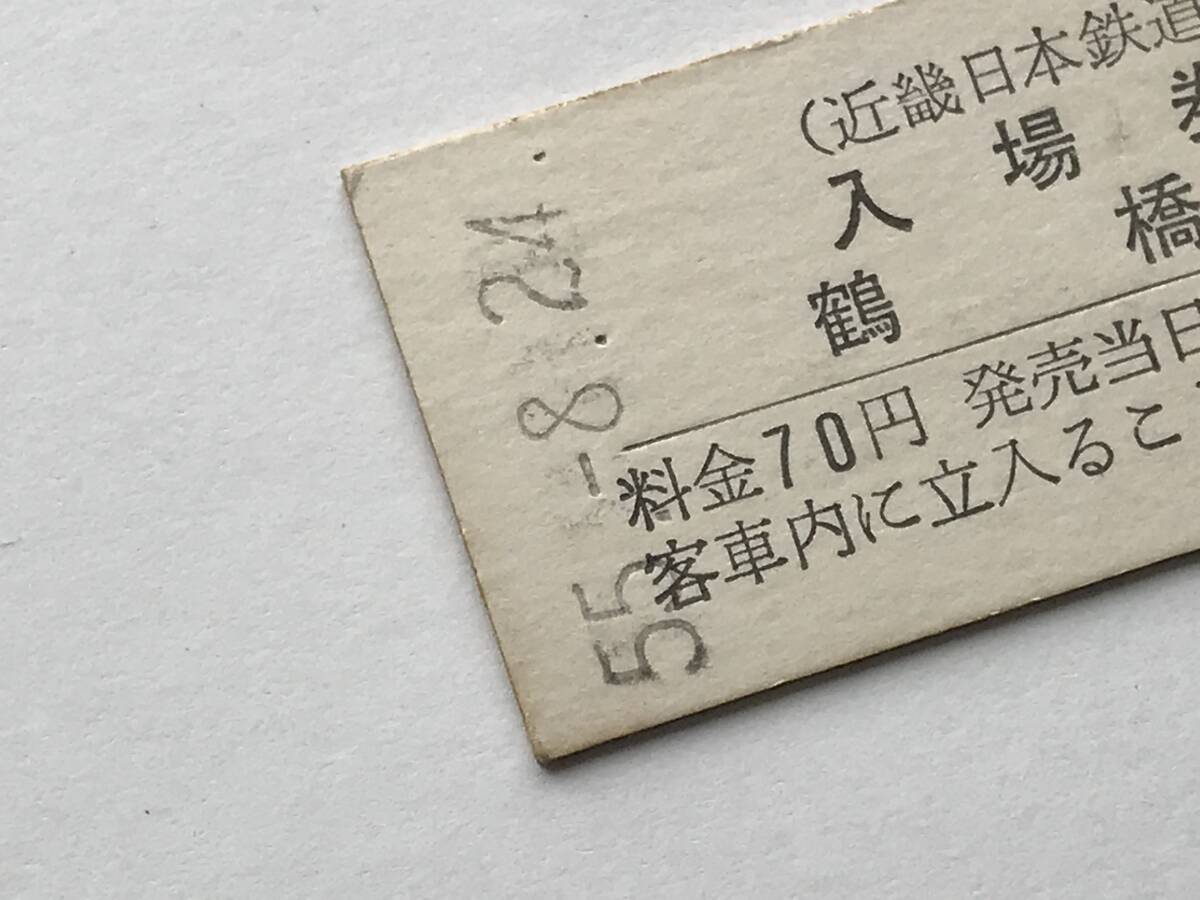 (近畿日本鉄道
入場券
鶴橋
料金70円 発売当日
客車内に立入るこ
55.-8.24